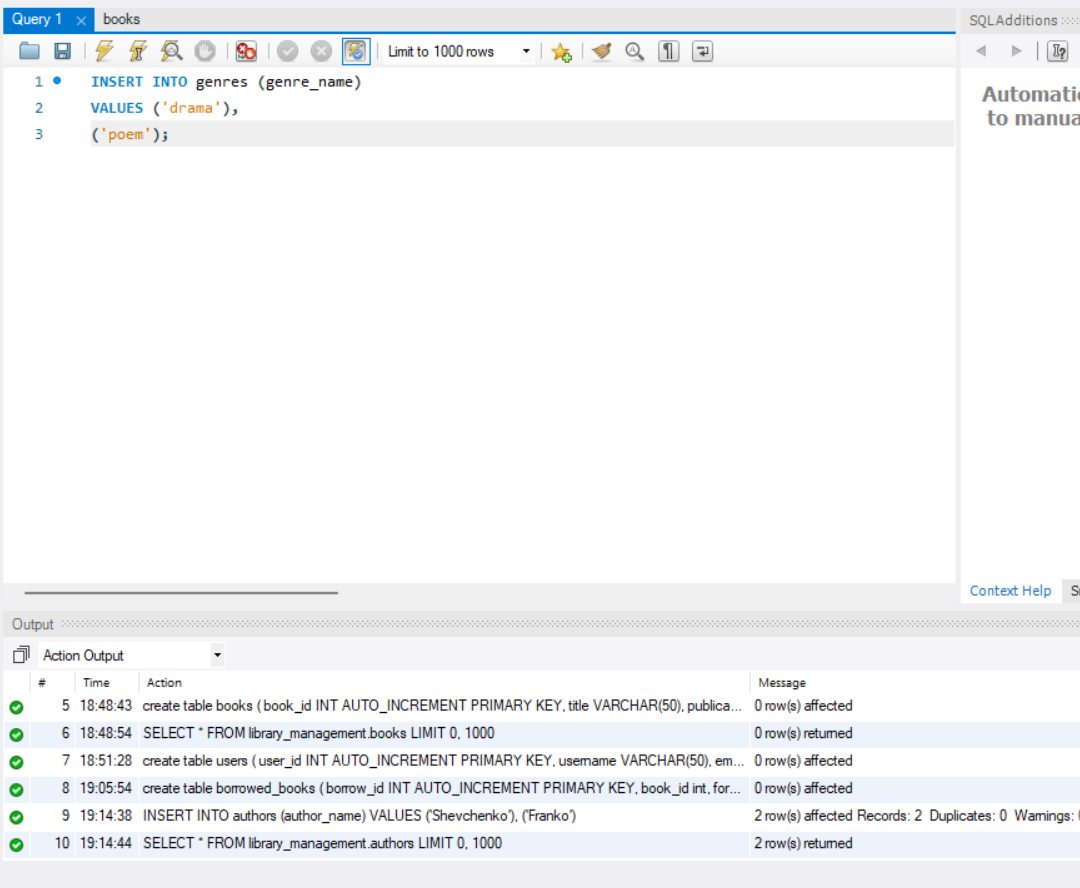 Query 1 books
SQLAdditions
Limit to 1000 rows
1 INSERT INTO genres (genre_name)
2 VALUES ('drama'),
3 ('poem');
to manua
Context Help
Output
Action Output
# Time Action Message
5 18:48:43 create table books ( book_id INT AUTO_INCREMENT PRIMARY KEY, title VARCHAR(50), publica... 0 row(s) affected
6 18:48:54 SELECT * FROM library_management.books LIMIT 0, 1000 0 row(s) returned
7 18:51:28 create table users ( user_id INT AUTO_INCREMENT PRIMARY KEY, username VARCHAR(50), em... 0 row(s) affected
8 19:05:54 create table borrowed_books ( borrow_id INT AUTO_INCREMENT PRIMARY KEY, book_id int, for... 0 row(s) affected
9 19:14:38 INSERT INTO authors (author_name) VALUES ('Shevchenko'), ('Franko') 2 row(s) affected Records: 2 Duplicates: 0 Warnings:
10 19:14:44 SELECT * FROM library_management.authors LIMIT 0, 1000 2 row(s) returned